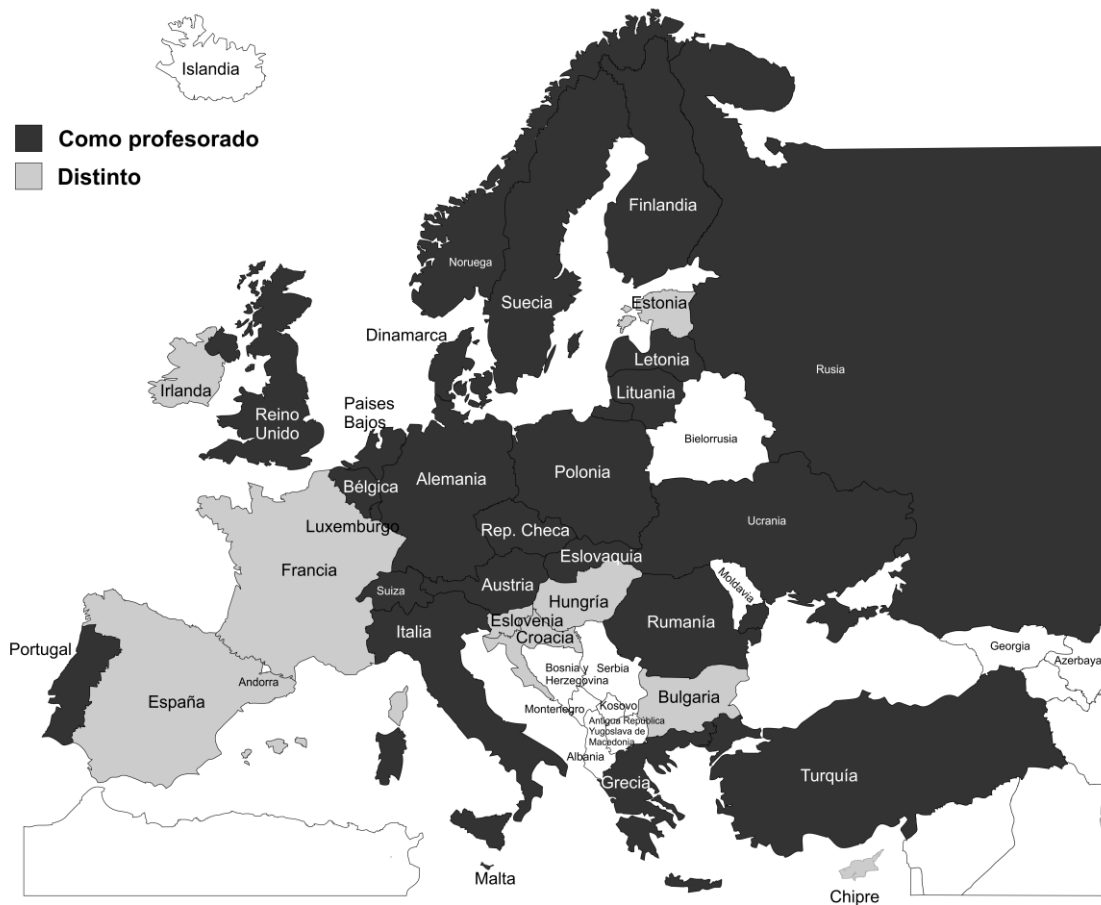 Islandia
Como profesorado
Distinto
Finlandia
Noruega
Suecia
Estonia
Dinamarca
Letonia
Rusia
Irlanda
Lituania
Paises
Bajos
Reino
Unido
Bielorrusia
Alemania
Polonia
Bélgica
Luxemburgo
Rep. Checa
Ucrania
Eslovaquia
Francia
Suiza
Austria
Moldavia
Hungría
Eslovenia
Rumanía
Croacia
Italia
Portugal
Georgia
Azerbaya
Bosnia y
Herzegovina
Serbia
Andorra
España
Bulgaria
Montenegro
Kosovo
Antigua República
Yugoslava de
Macedonia
Albania
Grecia
Turquía
Malta
Chipre